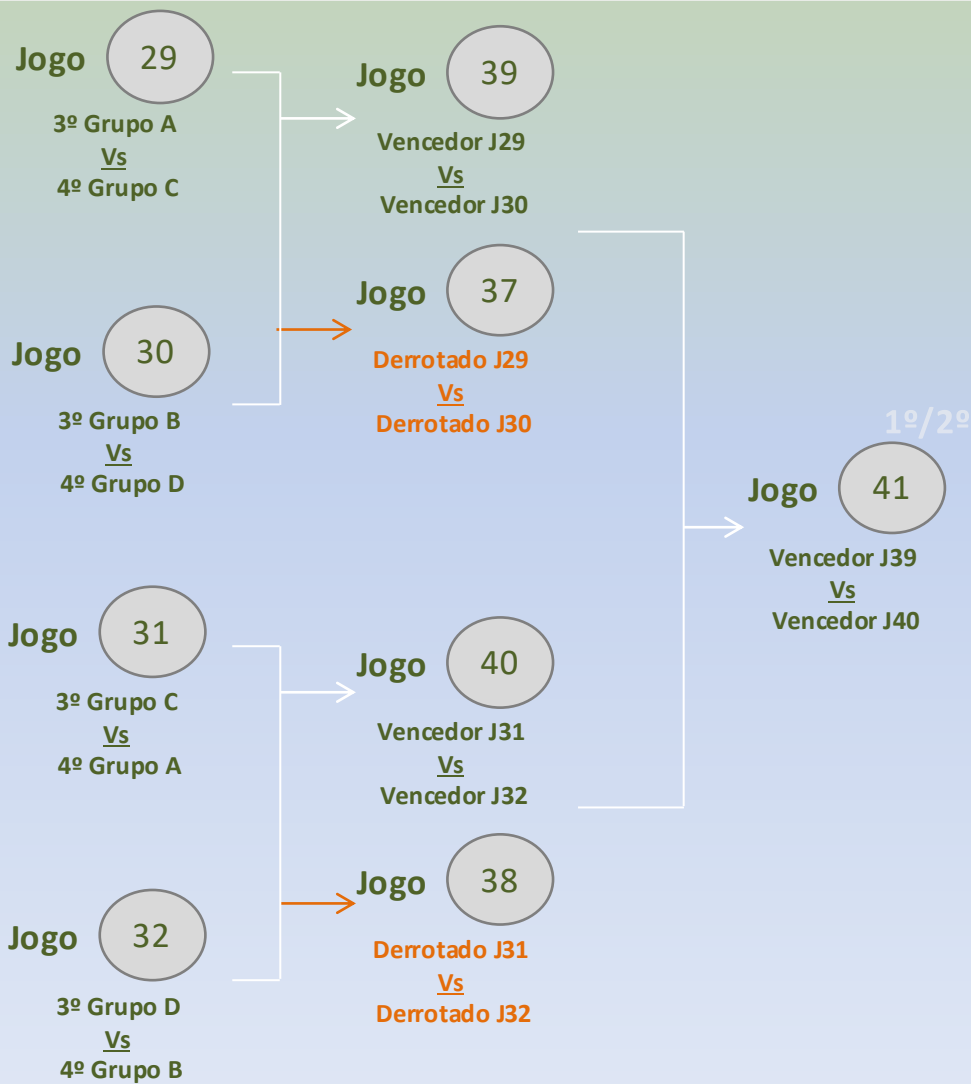 Jogo 29
3º Grupo A
Vs
4º Grupo C
Jogo 30
3º Grupo B
Vs
4º Grupo D
Jogo 31
3º Grupo C
Vs
4º Grupo A
Jogo 32
3º Grupo D
Vs
4º Grupo B
Jogo 39
Vencedor J29
Vs
Vencedor J30
Jogo 37
Derrotado J29
Vs
Derrotado J30
Jogo 40
Vencedor J31
Vs
Vencedor J32
Jogo 38
Derrotado J31
Vs
Derrotado J32
1º/2º
Jogo 41
Vencedor J39
Vs
Vencedor J40